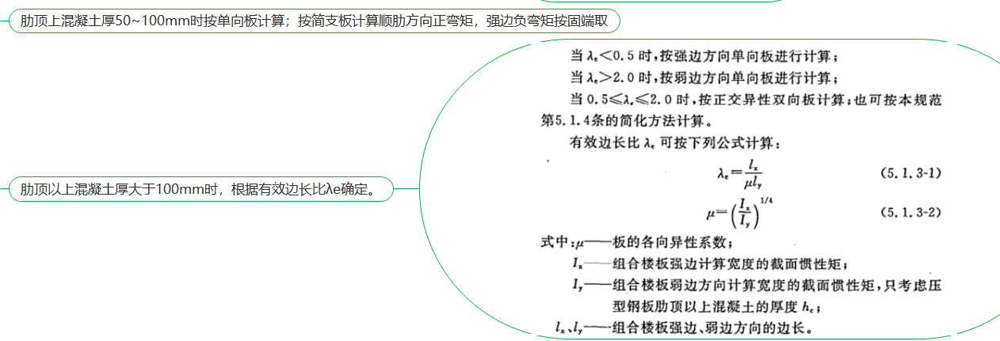 肋顶上混凝土厚50~100mm时按单向板计算；按简支板计算顺肋方向正弯矩，强边负弯矩按固端取
当 λe＜0.5 时,按强边方向单向板进行计算；
当 λe＞2.0 时,按弱边方向单向板进行计算；
当 0.5≤λe≤2.0 时,按正交异性双向板计算；也可按本规范
第5.1.4条的简化方法计算。
有效边长比 λe 可按下列公式计算：
λe=lx/(μly) （5.1.3-1）
肋顶以上混凝土厚大于100mm时，根据有效边长比λe确定。
μ=(Ix/Iy)^1/4 （5.1.3-2）
式中：μ——板的各向异性系数；
Ix——组合楼板强边计算宽度的截面惯性矩；
Iy——组合楼板弱边方向计算宽度的截面惯性矩,只考虑压
型钢板肋顶以上混凝土的厚度 hc；
lx、ly——组合楼板强边、弱边方向的边长。